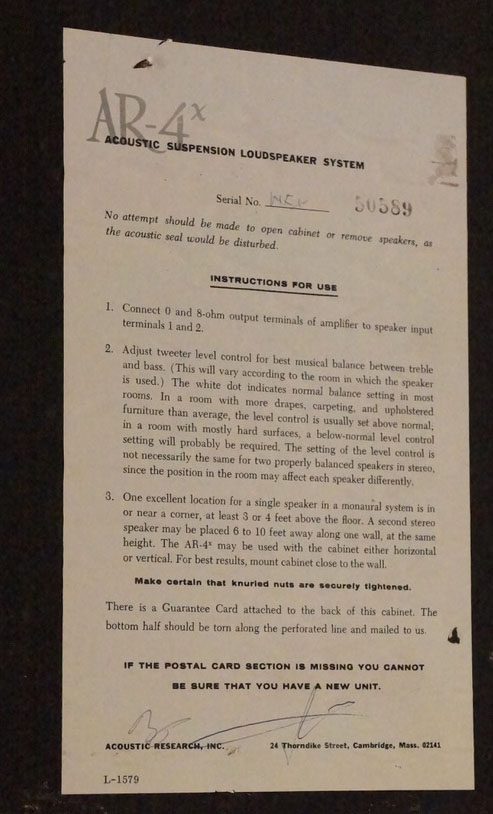 AR-4x
ACOUSTIC SUSPENSION LOUDSPEAKER SYSTEM
Serial No. 50589
No attempt should be made to open cabinet or remove speakers, as
the acoustic seal would be disturbed.
INSTRUCTIONS FOR USE
1. Connect 0 and 8-ohm output terminals of amplifier to speaker input
terminals 1 and 2.
2. Adjust tweeter level control for best musical balance between treble
and bass. (This will vary according to the room in which the speaker
is used.) The white dot indicates normal balance setting in most
rooms. In a room with more drapes, carpeting, and upholstered
furniture than average, the level control is usually set above normal;
in a room with mostly hard surfaces, a below-normal level control
setting will probably be required. The setting of the level control is
not necessarily the same for two properly balanced speakers in stereo,
since the position in the room may affect each speaker differently.
3. One excellent location for a single speaker in a monaural system is in
or near a corner, at least 3 or 4 feet above the floor. A second stereo
speaker may be placed 6 to 10 feet away along one wall, at the same
height. The AR-4x may be used with the cabinet either horizontal
or vertical. For best results, mount cabinet close to the wall.
Make certain that knurled nuts are securely tightened.
There is a Guarantee Card attached to the back of this cabinet. The
bottom half should be torn along the perforated line and mailed to us.
IF THE POSTAL CARD SECTION IS MISSING YOU CANNOT
BE SURE THAT YOU HAVE A NEW UNIT.
ACOUSTIC RESEARCH, INC. 24 Thorndike Street, Cambridge, Mass. 02141
L-1579